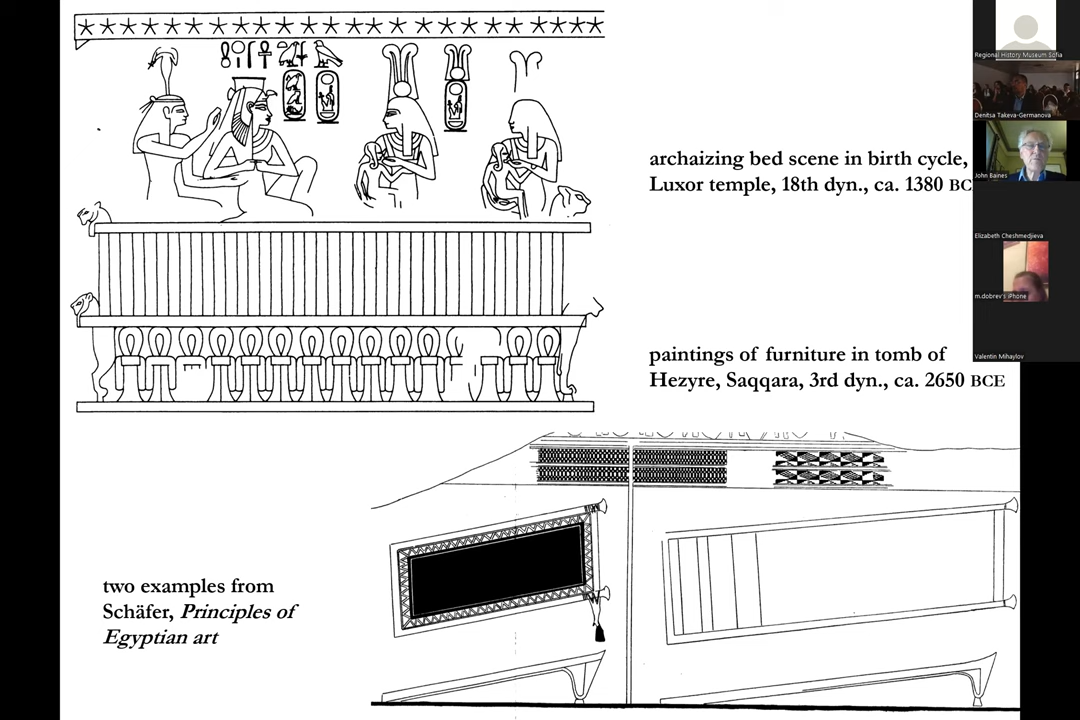 archaizing bed scene in birth cycle,
Luxor temple, 18th dyn., ca. 1380 BC
paintings of furniture in tomb of
Hezyre, Saqqara, 3rd dyn., ca. 2650 BCE
two examples from
Schäfer, Principles of
Egyptian art
Regional History Museum Sofia
Denitsa Takeva-Germanova
John Baines
Elizabeth Cheshmedjieva
m.dobrev's iPhone
Valentin Mihaylov